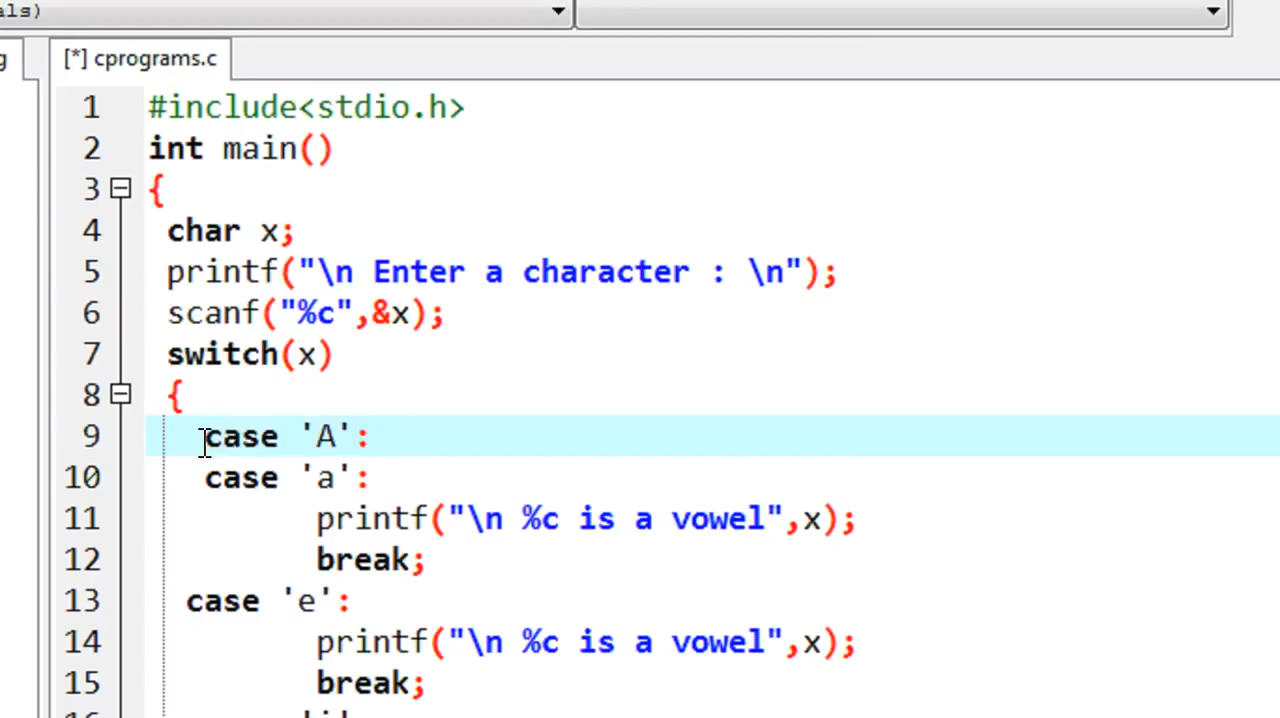 als)
g
[*] cprograms.c
1 #include<stdio.h>
2 int main()
3 {
4 char x;
5 printf("\n Enter a character : \n");
6 scanf("%c",&x);
7 switch(x)
8 {
9 case 'A':
10 case 'a':
11 printf("\n %c is a vowel",x);
12 break;
13 case 'e':
14 printf("\n %c is a vowel",x);
15 break;